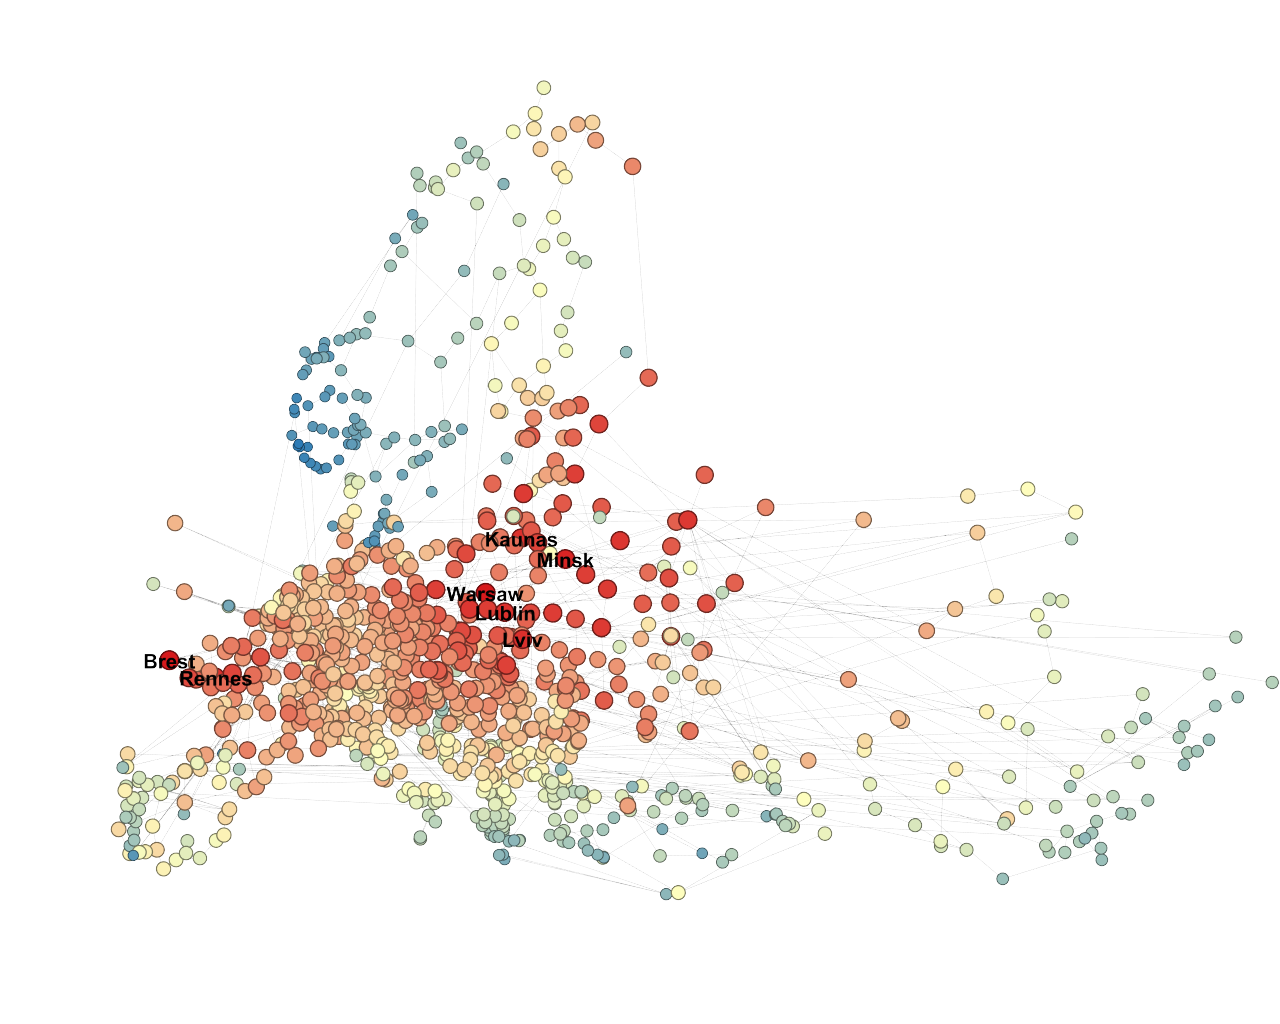 Kaunas
Minsk
Warsaw
Lublin
Lviv
Brest
Rennes